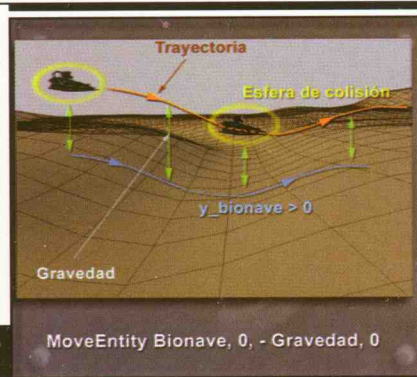 Trayectoria
Esfera de colisión
y_bionave > 0
Gravedad
MoveEntity Bionave, 0, - Gravedad, 0